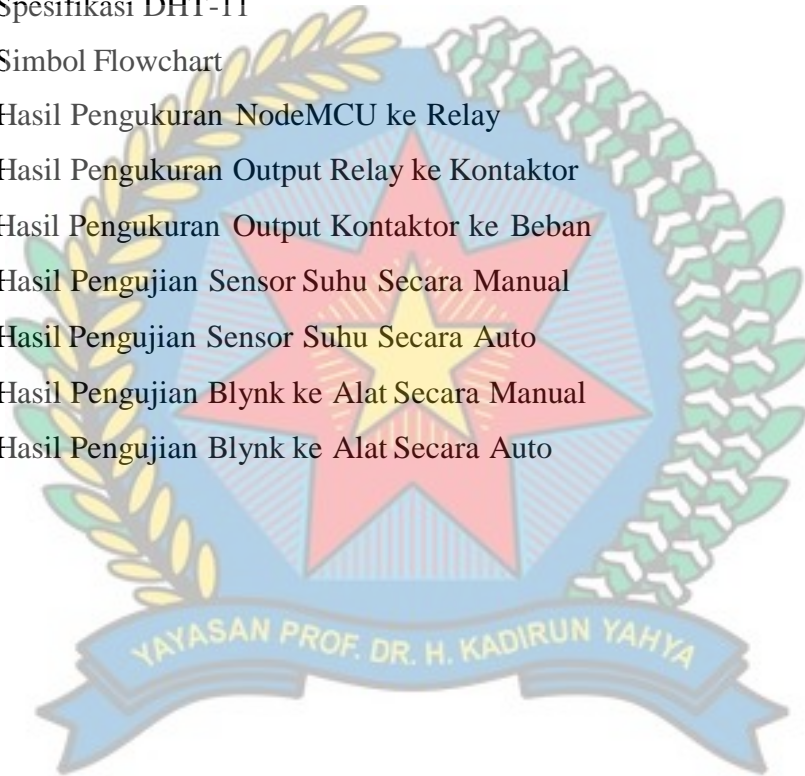 Spesifikasi DHT-11
Simbol Flowchart
Hasil Pengukuran NodeMCU ke Relay
Hasil Pengukuran Output Relay ke Kontaktor
Hasil Pengukuran Output Kontaktor ke Beban
Hasil Pengujian Sensor Suhu Secara Manual
Hasil Pengujian Sensor Suhu Secara Auto
Hasil Pengujian Blynk ke Alat Secara Manual
Hasil Pengujian Blynk ke Alat Secara Auto
YAYASAN PROF. DR. H. KADIRUN YAHYA